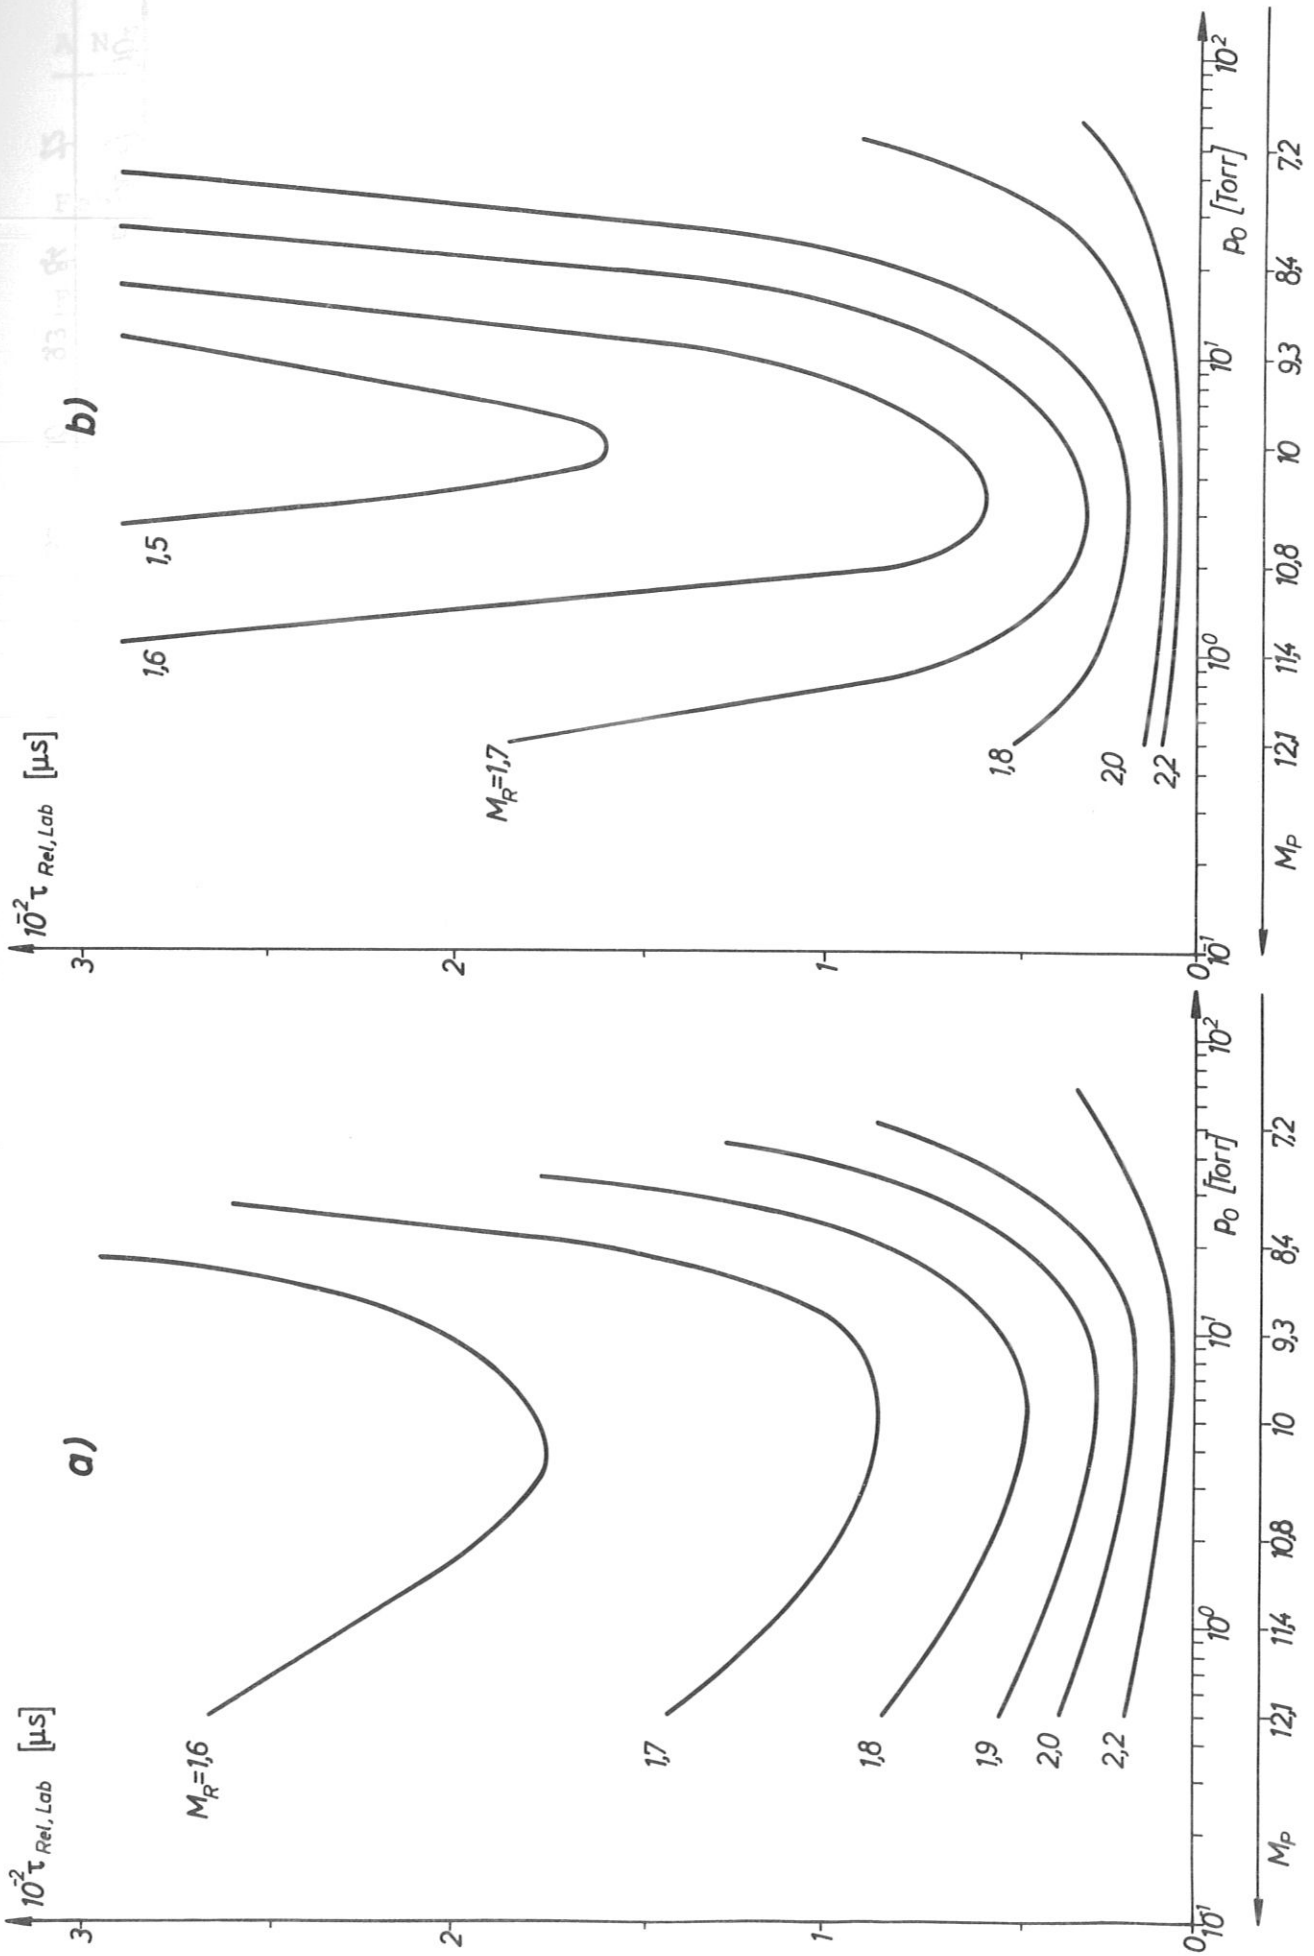 a)
10⁻² τ Rel, Lab [μs]
3
2
1
0
M_R=1,6
1,7
1,8
1,9
2,0
2,2
10⁻¹ 10⁰ 10¹ 10² p₀ [Torr]
M_P 12,1 11,4 10,8 10 9,3 8,4 7,2
b)
10⁻² τ Rel, Lab [μs]
3
2
1
0
1,5
1,6
M_R=1,7
1,8
2,0
2,2
10⁻¹ 10⁰ 10¹ 10² p₀ [Torr]
M_P 12,1 11,4 10,8 10 9,3 8,4 7,2